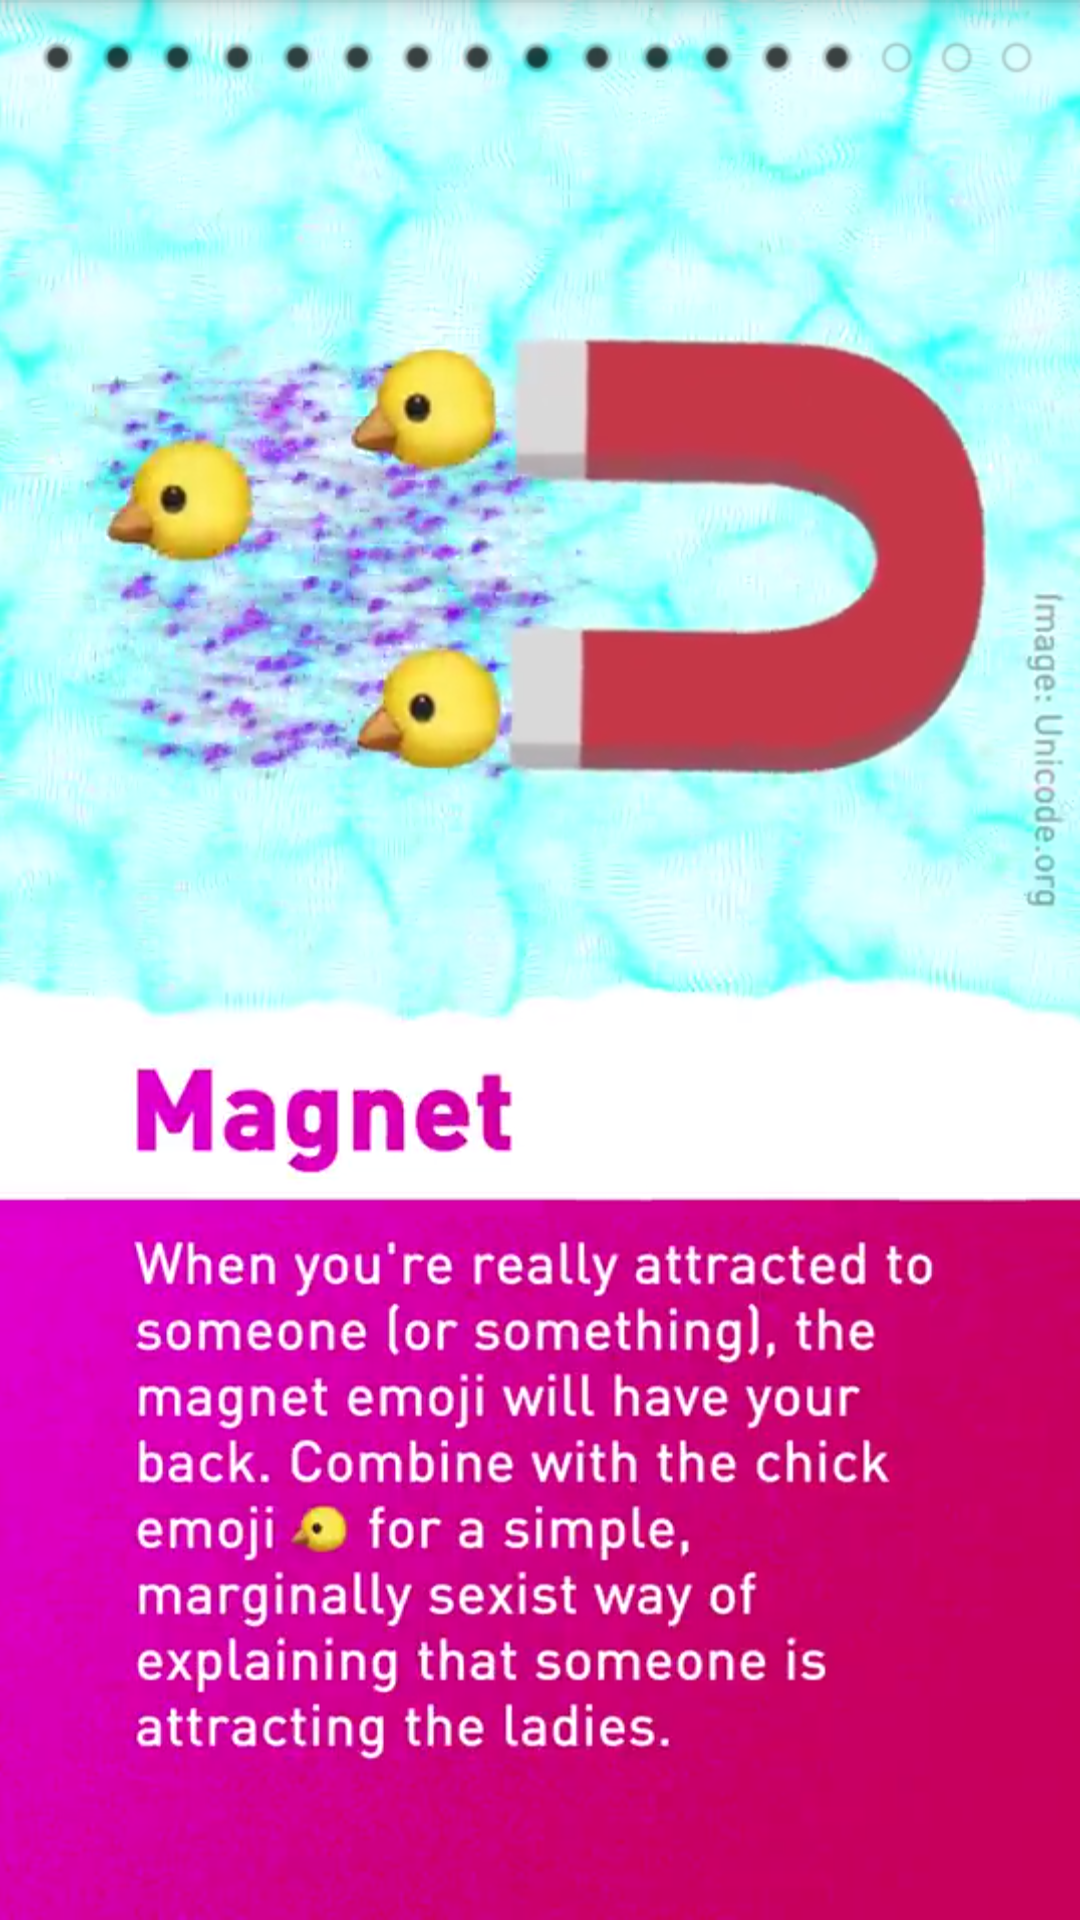 Image: Unicode.org
Magnet
When you're really attracted to
someone (or something), the
magnet emoji will have your
back. Combine with the chick
emoji 🐤 for a simple,
marginally sexist way of
explaining that someone is
attracting the ladies.